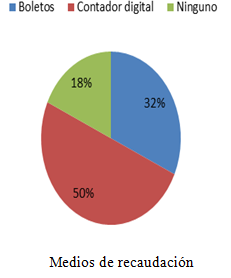 Boletos Contador digital Ninguno
18%
32%
50%
Medios de recaudación